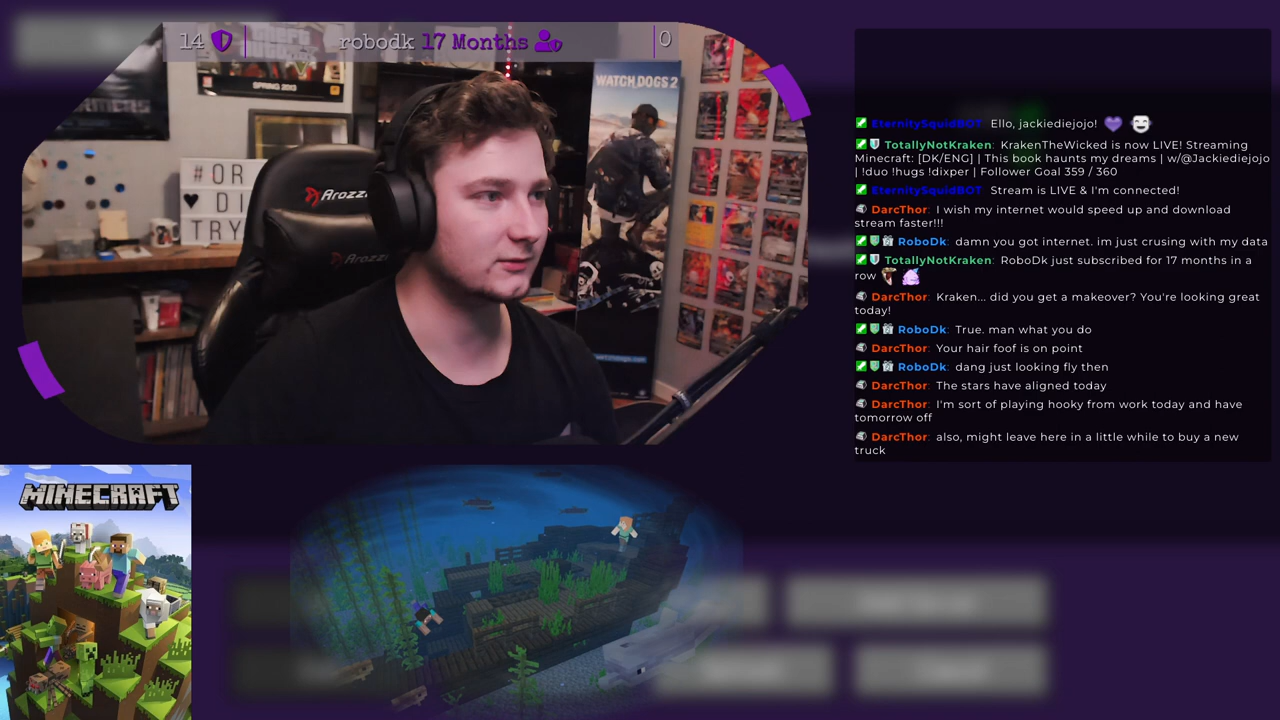 14
robodk 17 Months
0
SPRING 2013
WATCH DOGS 2
#OR
♥ DI
TRY
Arozzi
Arozzi
EternitySquidBOT: Ello, jackiediejojo!
TotallyNotKraken: KrakenTheWicked is now LIVE! Streaming
Minecraft: [DK/ENG] | This book haunts my dreams | w/@Jackiediejojo
| !duo !hugs !dixper | Follower Goal 359 / 360
EternitySquidBOT: Stream is LIVE & I'm connected!
DarcThor: I wish my internet would speed up and download
stream faster!!!
RoboDk: damn you got internet. im just crusing with my data
TotallyNotKraken: RoboDk just subscribed for 17 months in a
row
DarcThor: Kraken... did you get a makeover? You're looking great
today!
RoboDk: True. man what you do
DarcThor: Your hair foof is on point
RoboDk: dang just looking fly then
DarcThor: The stars have aligned today
DarcThor: I'm sort of playing hooky from work today and have
tomorrow off
DarcThor: also, might leave here in a little while to buy a new
truck
MINECRAFT